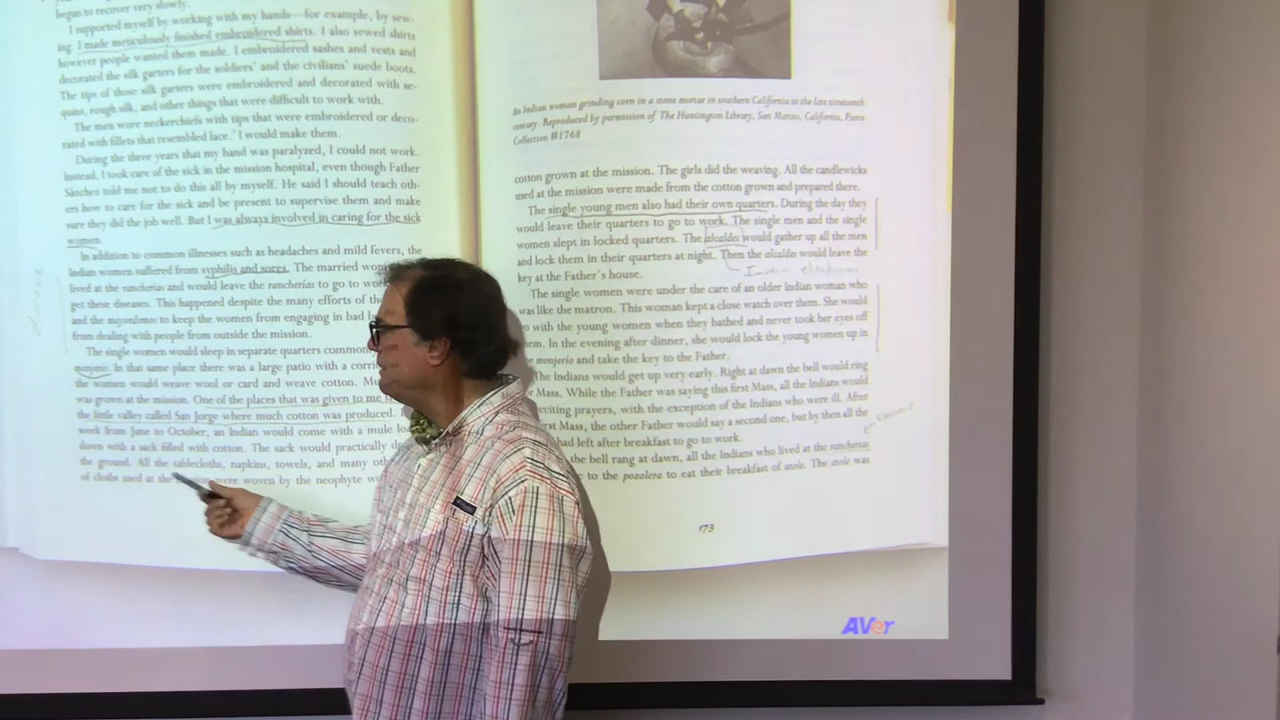 began to recover very slowly.
I supported myself by working with my hands—for example, by sew-
ing. I made meticulously finished embroidered shirts. I also sewed shirts
however people wanted them made. I embroidered sashes and vests and
decorated the silk garters for the soldiers' and the civilians' suede boots.
The tips of those silk garters were embroidered and decorated with se-
quins, rough silk, and other things that were difficult to work with.
The men wore neckerchiefs with tips that were embroidered or deco-
rated with fillets that resembled lace. I would make them.
During the three years that my hand was paralyzed, I could not work.
Instead, I took care of the sick in the mission hospital, even though Father
Sánchez told me not to do this all by myself. He said I should teach oth-
ers how to care for the sick and be present to supervise them and make
sure they did the job well. But I was always involved in caring for the sick
women.
In addition to common illnesses such as headaches and mild fevers, the
Indian women suffered from syphilis and sores. The married
lived at the rancherías and would leave the rancherías to go to
get these diseases. This happened despite the many efforts of
and the mayordomos to keep the women from engaging in bad
from dealing with people from outside the mission.
The single women would sleep in separate quarters
monjerío. In that same place there was a large patio with a
the women would weave wool or card and weave cotton.
was grown at the mission. One of the places that was given to me
the little valley called San Jorge where much cotton was produced.
week from June to October, an Indian would come with a mule
down with a sack filled with cotton. The sack would practically
the ground. All the tablecloths, napkins, towels, and many
of cloths used at the were woven by the neophyte
An Indian woman grinding corn in a stone mortar in southern California in the late nineteenth
century. Reproduced by permission of The Huntington Library, San Marino, California, Pierce
Collection #1768
cotton grown at the mission. The girls did the weaving. All the candlewicks
used at the mission were made from the cotton grown and prepared there.
The single young men also had their own quarters. During the day they
would leave their quarters to go to work. The single men and the single
women slept in locked quarters. The alcaldes would gather up all the men
and lock them in their quarters at night. Then the alcaldes would leave the
key at the Father's house.
The single women were under the care of an older Indian woman who
was like the matron. This woman kept a close watch over them. She would
with the young women when they bathed and never took her eyes off
In the evening after dinner, she would lock the young women up in
monjerío and take the key to the Father.
The Indians would get up very early. Right at dawn the bell would ring
Mass. While the Father was saying this first Mass, all the Indians would
prayers, with the exception of the Indians who were ill. After
Mass, the other Father would say a second one, but by then all the
had left after breakfast to go to work.
the bell rang at dawn, all the Indians who lived at the rancherías
to the pozolera to eat their breakfast of atole. The atole was
173
AVer